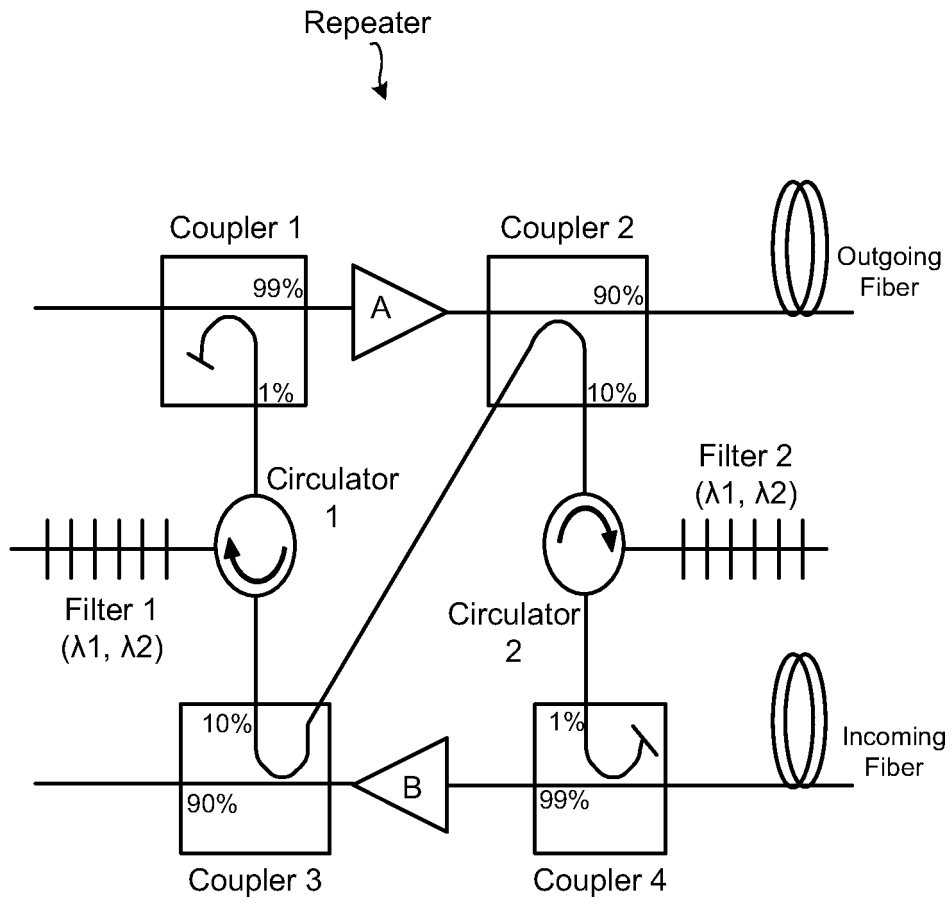 Repeater
Coupler 1
Coupler 2
99%
A
90%
Outgoing
Fiber
1%
10%
Circulator
1
Filter 2
(λ1, λ2)
Filter 1
(λ1, λ2)
Circulator
2
10%
1%
Incoming
Fiber
90%
B
99%
Coupler 3
Coupler 4